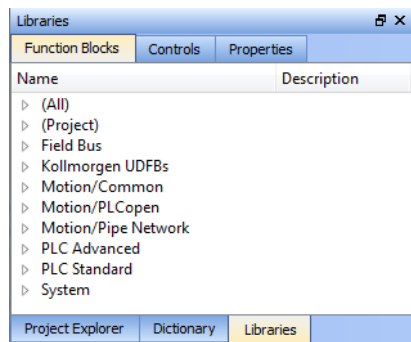 Libraries
Function Blocks Controls Properties
Name Description
(All)
(Project)
Field Bus
Kollmorgen UDFBs
Motion/Common
Motion/PLCopen
Motion/Pipe Network
PLC Advanced
PLC Standard
System
Project Explorer Dictionary Libraries